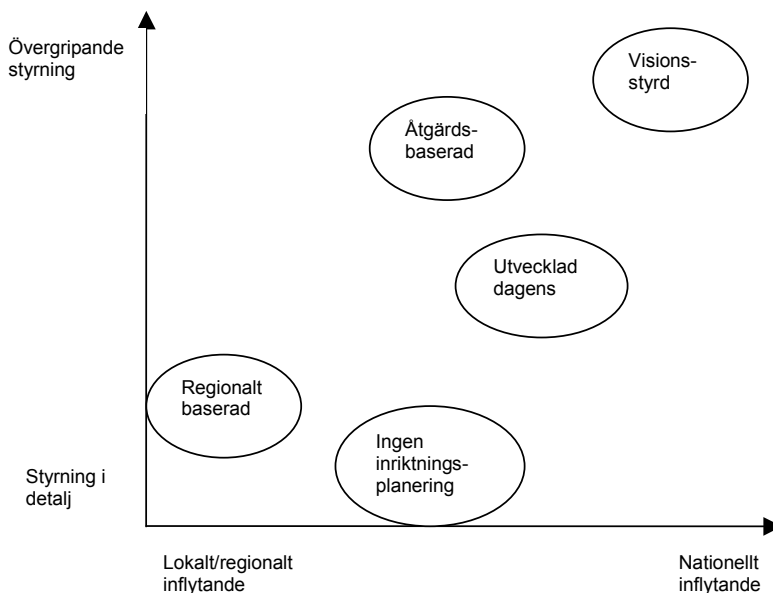 Övergripande
styrning
Visions-
styrd
Åtgärds-
baserad
Utvecklad
dagens
Regionalt
baserad
Ingen
inriktnings-
planering
Styrning i
detalj
Lokalt/regionalt
inflytande
Nationellt
inflytande